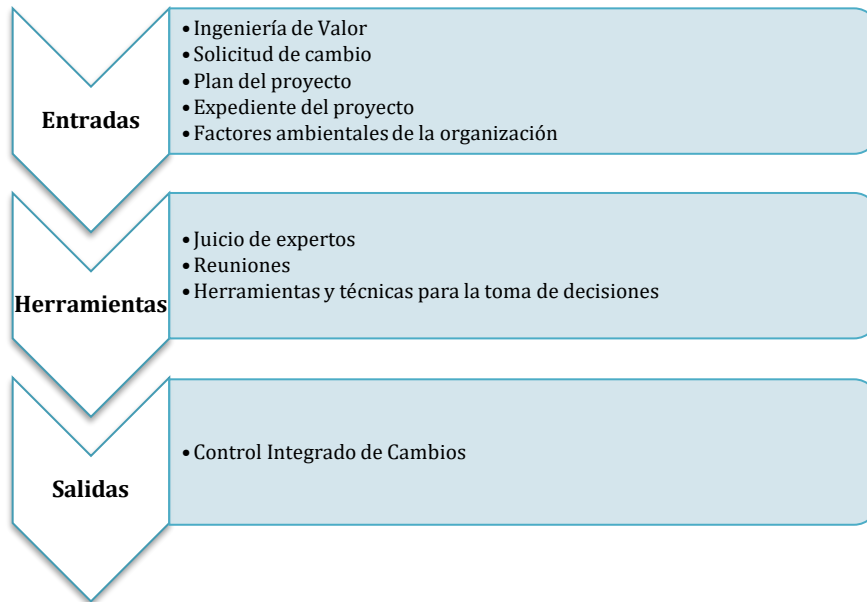 Entradas
•Ingeniería de Valor
•Solicitud de cambio
•Plan del proyecto
•Expediente del proyecto
•Factores ambientales de la organización
Herramientas
•Juicio de expertos
•Reuniones
•Herramientas y técnicas para la toma de decisiones
Salidas
•Control Integrado de Cambios